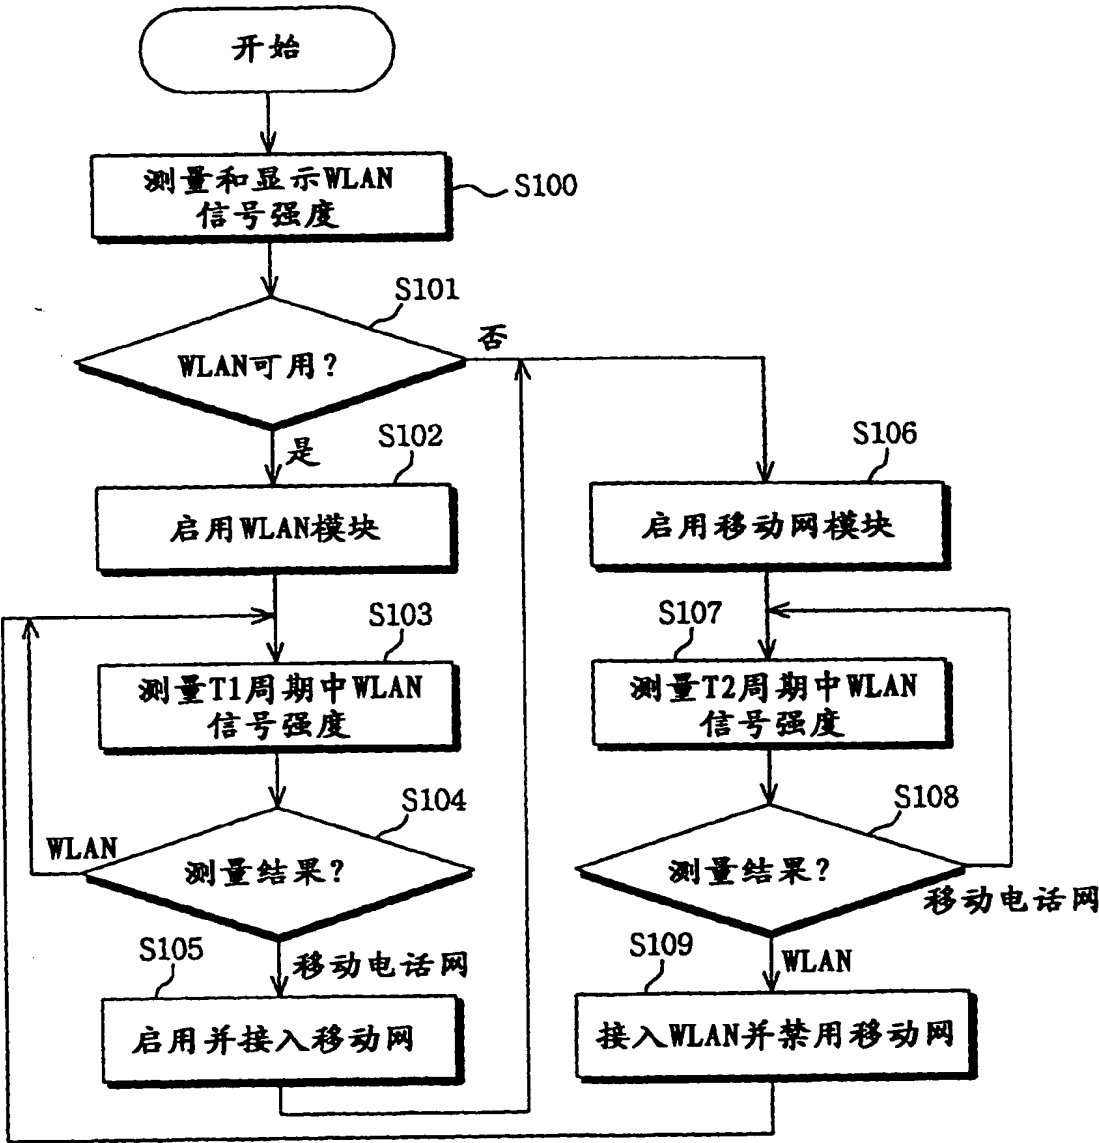 开始
测量和显示WLAN
信号强度
S100
S101
WLAN可用？
否
是
S102
启用WLAN模块
S106
启用移动网模块
S103
测量T1周期中WLAN
信号强度
S107
测量T2周期中WLAN
信号强度
S104
测量结果？
WLAN
移动电话网
S108
测量结果？
移动电话网
WLAN
S105
启用并接入移动网
S109
接入WLAN并禁用移动网